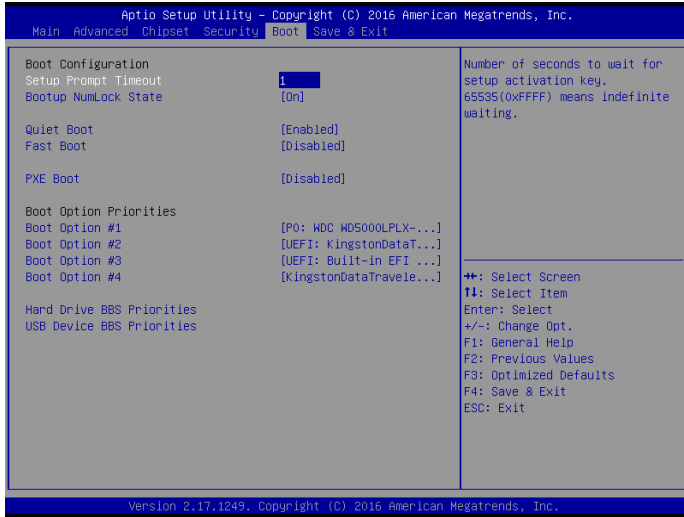 Aptio Setup Utility – Copyright (C) 2016 American Megatrends, Inc.
Main Advanced Chipset Security Boot Save & Exit
Boot Configuration
Setup Prompt Timeout 1
Bootup NumLock State [On]
Quiet Boot [Enabled]
Fast Boot [Disabled]
PXE Boot [Disabled]
Boot Option Priorities
Boot Option #1 [P0: WDC WD5000LPLX-...]
Boot Option #2 [UEFI: KingstonDataT...]
Boot Option #3 [UEFI: Built-in EFI ...]
Boot Option #4 [KingstonDataTravele...]
Hard Drive BBS Priorities
USB Device BBS Priorities
Number of seconds to wait for
setup activation key.
65535(0xFFFF) means indefinite
waiting.
→←: Select Screen
↑↓: Select Item
Enter: Select
+/-: Change Opt.
F1: General Help
F2: Previous Values
F3: Optimized Defaults
F4: Save & Exit
ESC: Exit
Version 2.17.1249. Copyright (C) 2016 American Megatrends, Inc.